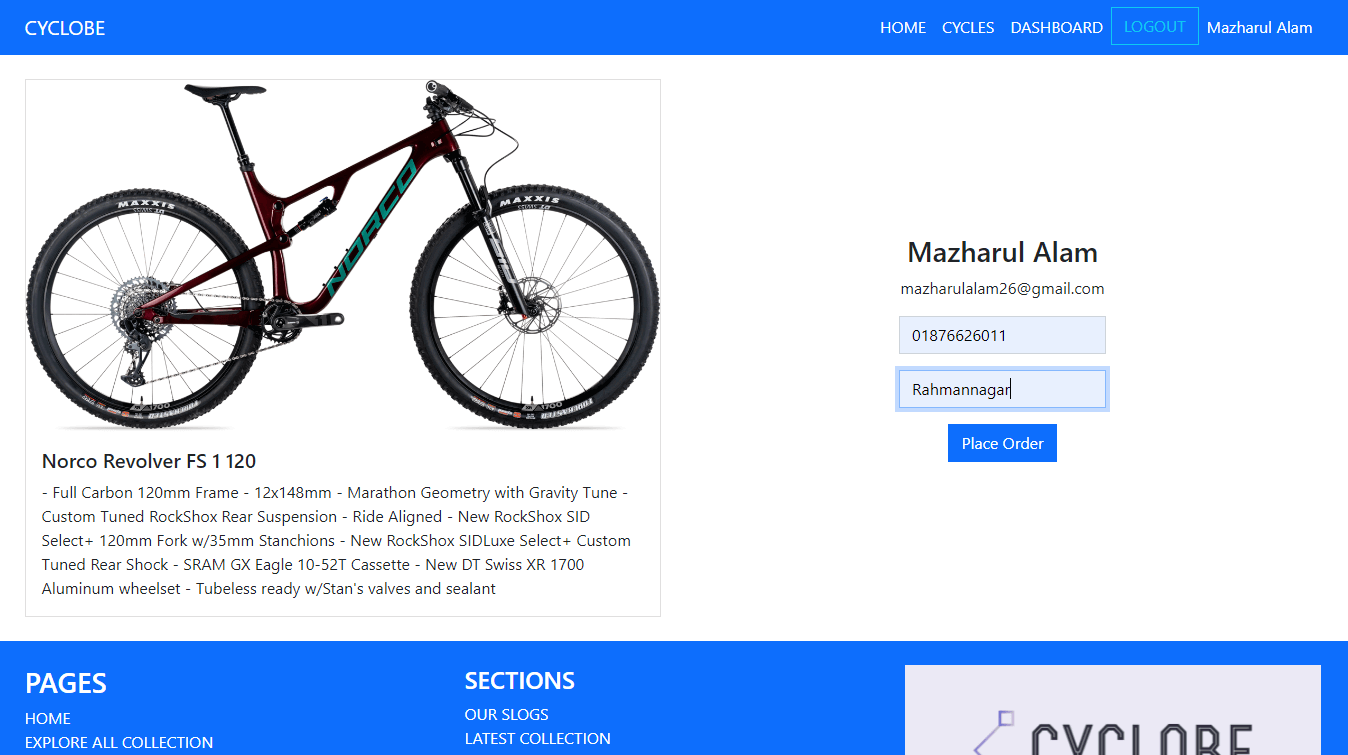 CYCLOBE
HOME CYCLES DASHBOARD LOGOUT Mazharul Alam
MAXXIS
MAXXIS
NORCO
Norco Revolver FS 1 120
- Full Carbon 120mm Frame - 12x148mm - Marathon Geometry with Gravity Tune -
Custom Tuned RockShox Rear Suspension - Ride Aligned - New RockShox SID
Select+ 120mm Fork w/35mm Stanchions - New RockShox SIDLuxe Select+ Custom
Tuned Rear Shock - SRAM GX Eagle 10-52T Cassette - New DT Swiss XR 1700
Aluminum wheelset - Tubeless ready w/Stan's valves and sealant
Mazharul Alam
mazharulalam26@gmail.com
01876626011
Rahmannagar
Place Order
PAGES
HOME
EXPLORE ALL COLLECTION
SECTIONS
OUR SLOGS
LATEST COLLECTION
CYCLOBE